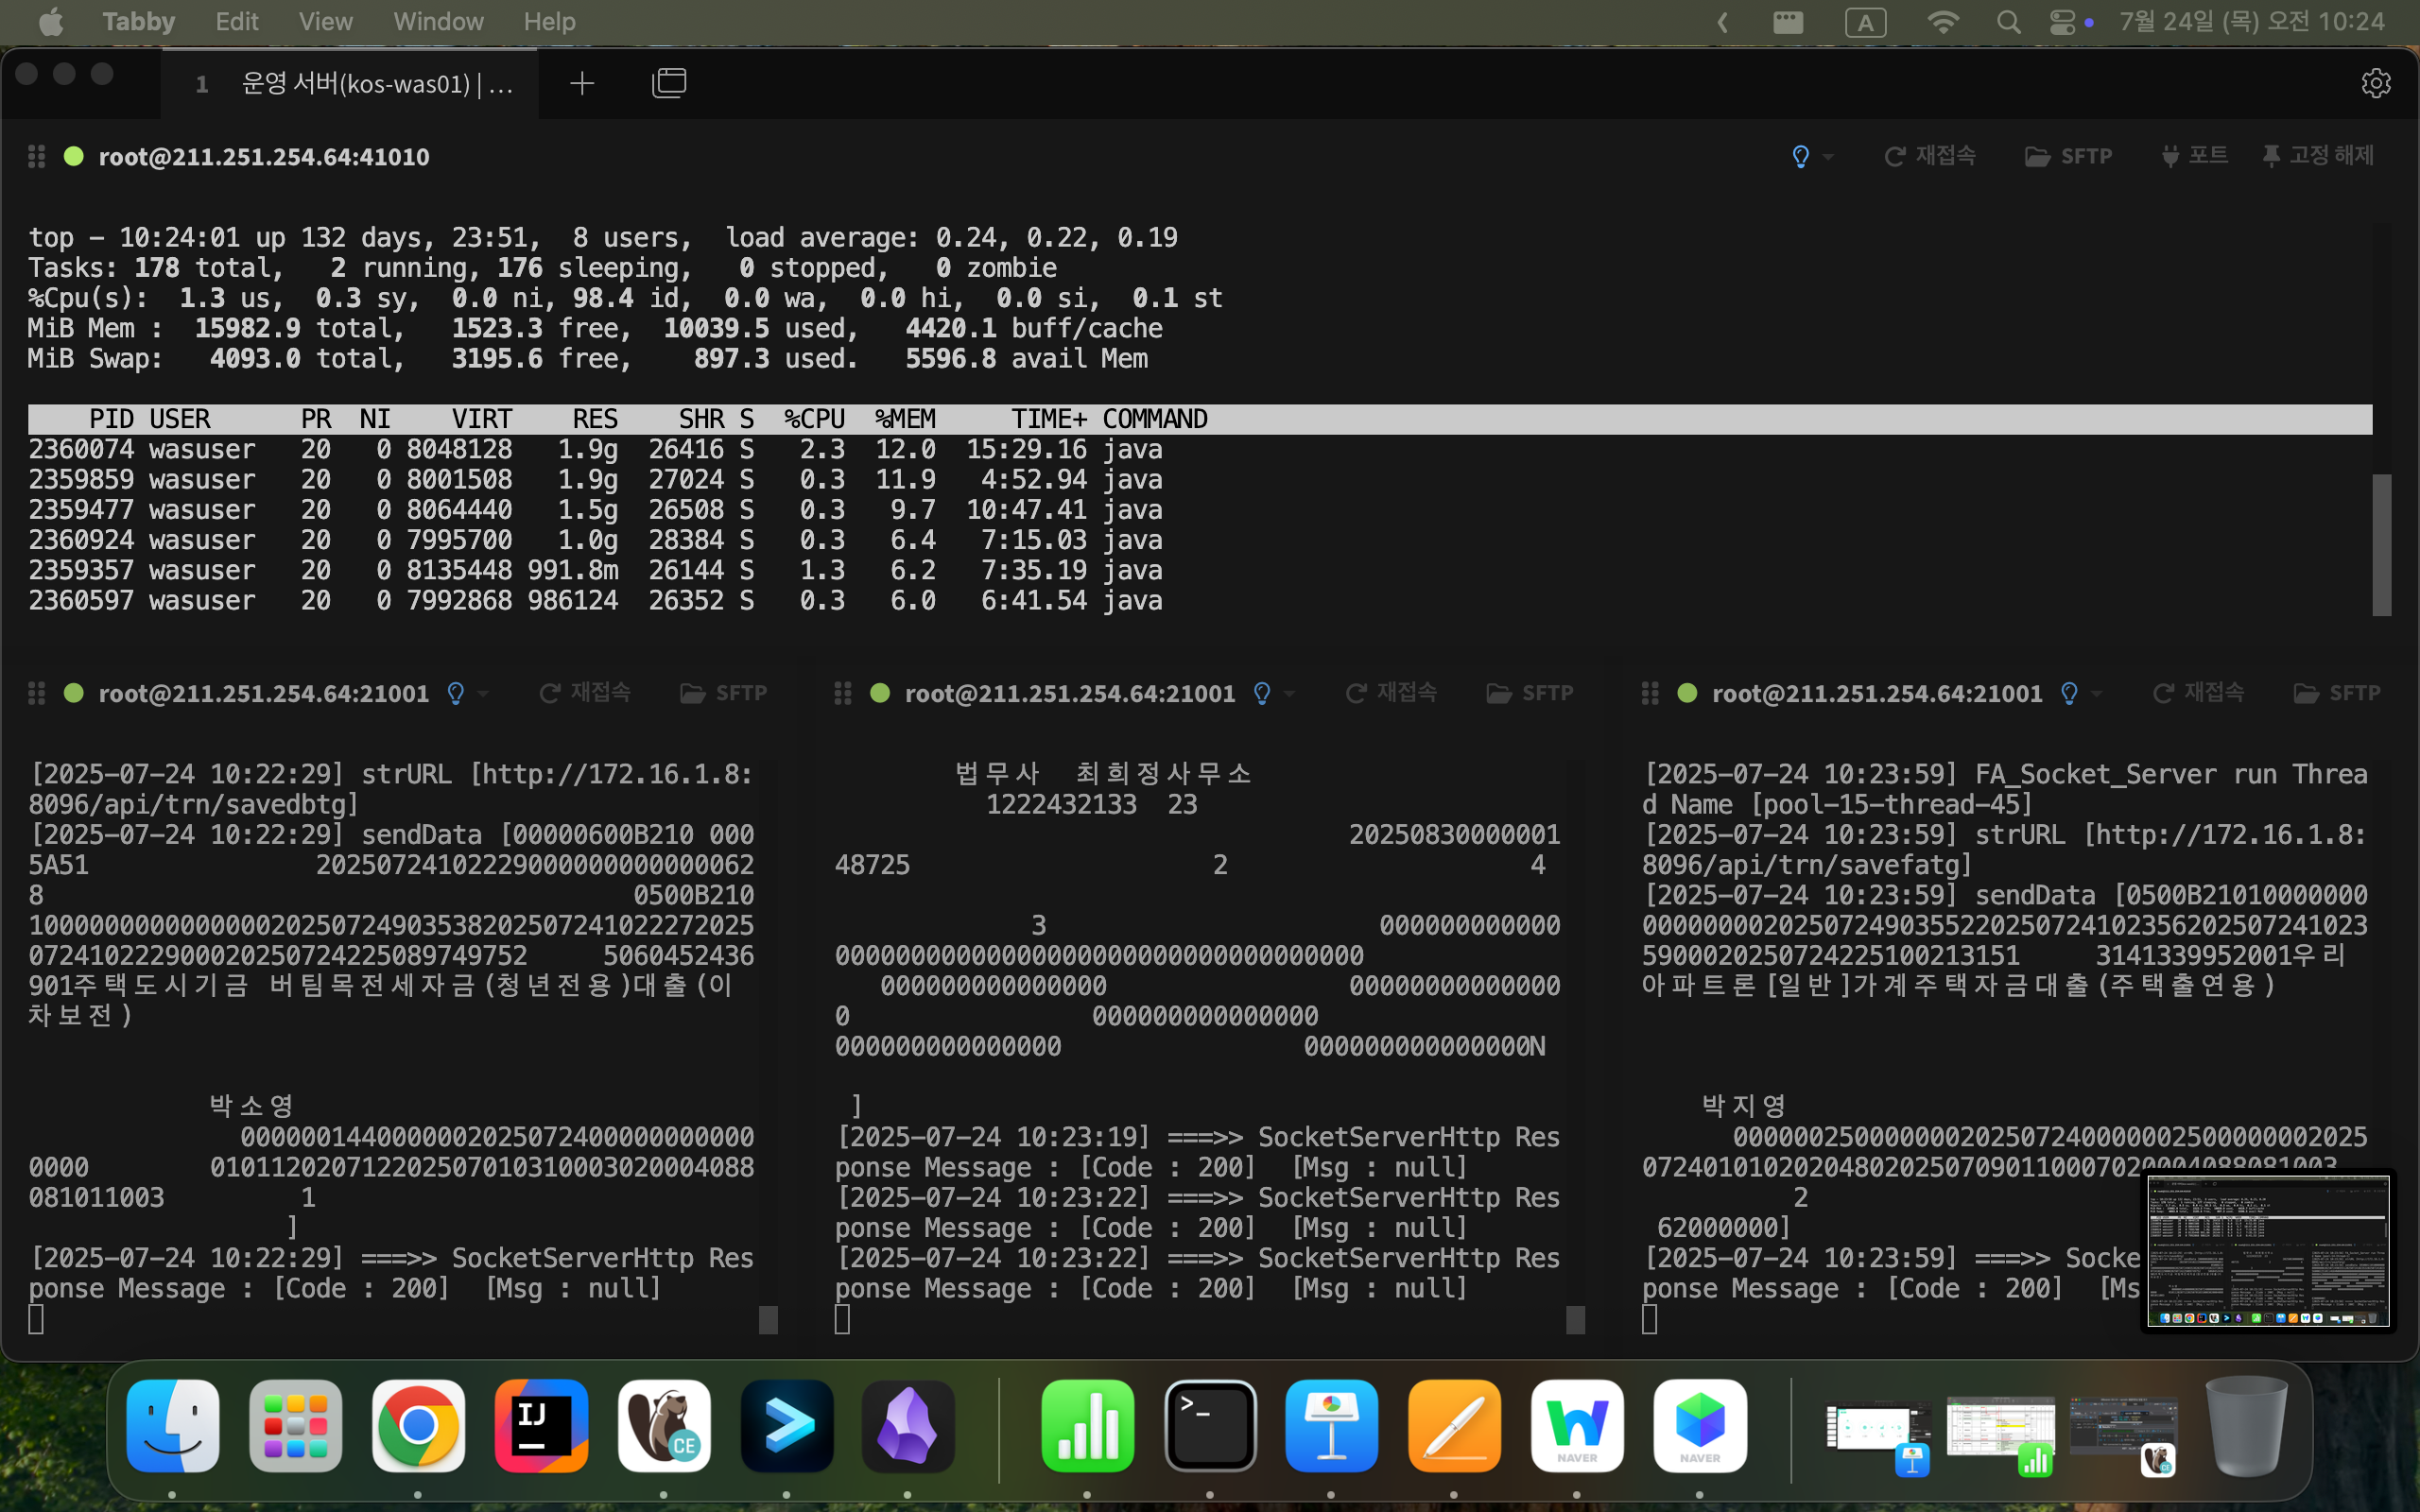 Tabby Edit View Window Help A 7월 24일 (목) 오전 10:24
1 운영 서버(kos-was01) | ...
root@211.251.254.64:41010 재접속 SFTP 포트 고정 해제
top - 10:24:01 up 132 days, 23:51,  8 users,  load average: 0.24, 0.22, 0.19
Tasks: 178 total,   2 running, 176 sleeping,   0 stopped,   0 zombie
%Cpu(s):  1.3 us,  0.3 sy,  0.0 ni, 98.4 id,  0.0 wa,  0.0 hi,  0.0 si,  0.1 st
MiB Mem :  15982.9 total,   1523.3 free,  10039.5 used,   4420.1 buff/cache
MiB Swap:   4093.0 total,   3195.6 free,    897.3 used.   5596.8 avail Mem
PID USER PR NI VIRT RES SHR S %CPU %MEM TIME+ COMMAND
2360074 wasuser 20 0 8048128 1.9g 26416 S 2.3 12.0 15:29.16 java
2359859 wasuser 20 0 8001508 1.9g 27024 S 0.3 11.9 4:52.94 java
2359477 wasuser 20 0 8064440 1.5g 26508 S 0.3 9.7 10:47.41 java
2360924 wasuser 20 0 7995700 1.0g 28384 S 0.3 6.4 7:15.03 java
2359357 wasuser 20 0 8135448 991.8m 26144 S 1.3 6.2 7:35.19 java
2360597 wasuser 20 0 7992868 986124 26352 S 0.3 6.0 6:41.54 java
root@211.251.254.64:21001 재접속 SFTP
[2025-07-24 10:22:29] strURL [http://172.16.1.8:
8096/api/trn/savedbtg]
[2025-07-24 10:22:29] sendData [00000600B210 000
5A51 20250724102229000000000000062
8 0500B210
100000000000000002025072490353820250724102227202​5
07241022290002025072422508974975​2 5060452436
901주택도시기금 버팀목전세자금(청년전용)대출(이
차보전)
박소영
0000001440000002025072400000000000
0000 010112020712202507010310003020004088
081011003 1
]
[2025-07-24 10:22:29] ===>> SocketServerHttp Res
ponse Message : [Code : 200] [Msg : null]
root@211.251.254.64:21001 재접속 SFTP
법무사 최희정사무소
1222432133 23
20250830000001
48725 2 4
3 000000000000
00000000000000000000000000000000000
000000000000000 00000000000000
0 000000000000000
000000000000000 000000000000000N
]
[2025-07-24 10:23:19] ===>> SocketServerHttp Res
ponse Message : [Code : 200] [Msg : null]
[2025-07-24 10:23:22] ===>> SocketServerHttp Res
ponse Message : [Code : 200] [Msg : null]
[2025-07-24 10:23:22] ===>> SocketServerHttp Res
ponse Message : [Code : 200] [Msg : null]
root@211.251.254.64:21001 재접속 SFTP
[2025-07-24 10:23:59] FA_Socket_Server run Threa
d Name [pool-15-thread-45]
[2025-07-24 10:23:59] strURL [http://172.16.1.8:
8096/api/trn/savefatg]
[2025-07-24 10:23:59] sendData [0500B21010000000
000000000202507249035522025072410235620250724​1023
5900020250724225100213151 3141339952001우리
아파트론[일반]가계주택자금대출(주택출연용)
박지영
000000250000000202507240000002500000002025
0724010102020480202507090110007020004088081003
2
62000000]
[2025-07-24 10:23:59] ===>> Socke
ponse Message : [Code : 200] [Ms
IJ
CE
>_
NAVER
NAVER
CE